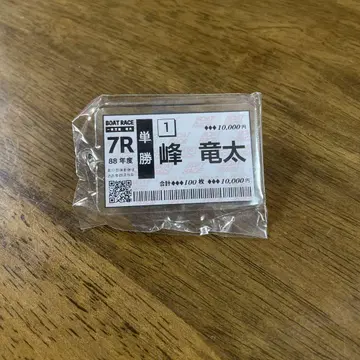 BOAT RACE
7R
88年度
単勝
1
◆◆◆10,000円
峰 竜太
合計◆◆◆100枚 ◆◆◆10,000円